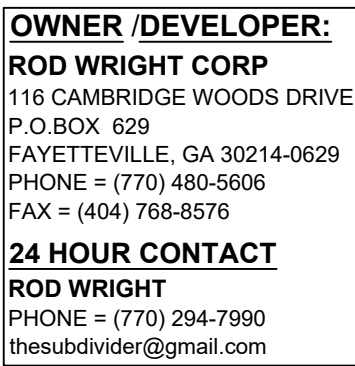 OWNER /DEVELOPER:
ROD WRIGHT CORP
116 CAMBRIDGE WOODS DRIVE
P.O.BOX 629
FAYETTEVILLE, GA 30214-0629
PHONE = (770) 480-5606
FAX = (404) 768-8576
24 HOUR CONTACT
ROD WRIGHT
PHONE = (770) 294-7990
thesubdivider@gmail.com